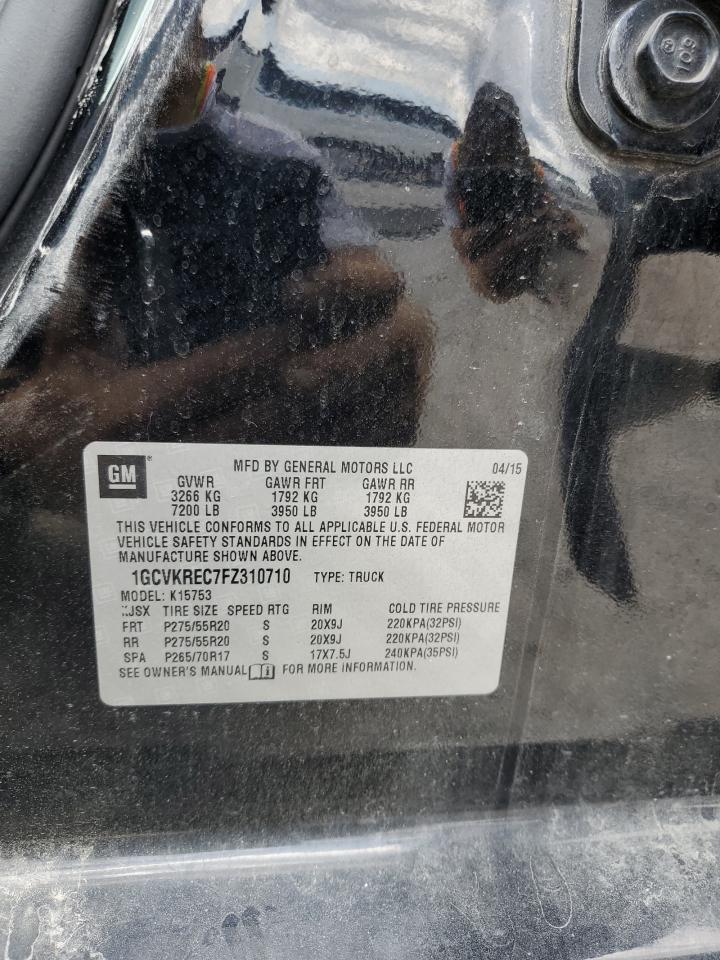 GM ®
MFD BY GENERAL MOTORS LLC 04/15
GVWR GAWR FRT GAWR RR
3266 KG 1792 KG 1792 KG
7200 LB 3950 LB 3950 LB
THIS VEHICLE CONFORMS TO ALL APPLICABLE U.S. FEDERAL MOTOR
VEHICLE SAFETY STANDARDS IN EFFECT ON THE DATE OF
MANUFACTURE SHOWN ABOVE.
1GCVKREC7FZ310710 TYPE: TRUCK
MODEL: K15753
TIRE SIZE SPEED RTG RIM COLD TIRE PRESSURE
FRT P275/55R20 S 20X9J 220KPA(32PSI)
RR P275/55R20 S 20X9J 220KPA(32PSI)
SPA P265/70R17 S 17X7.5J 240KPA(35PSI)
SEE OWNER'S MANUAL FOR MORE INFORMATION.